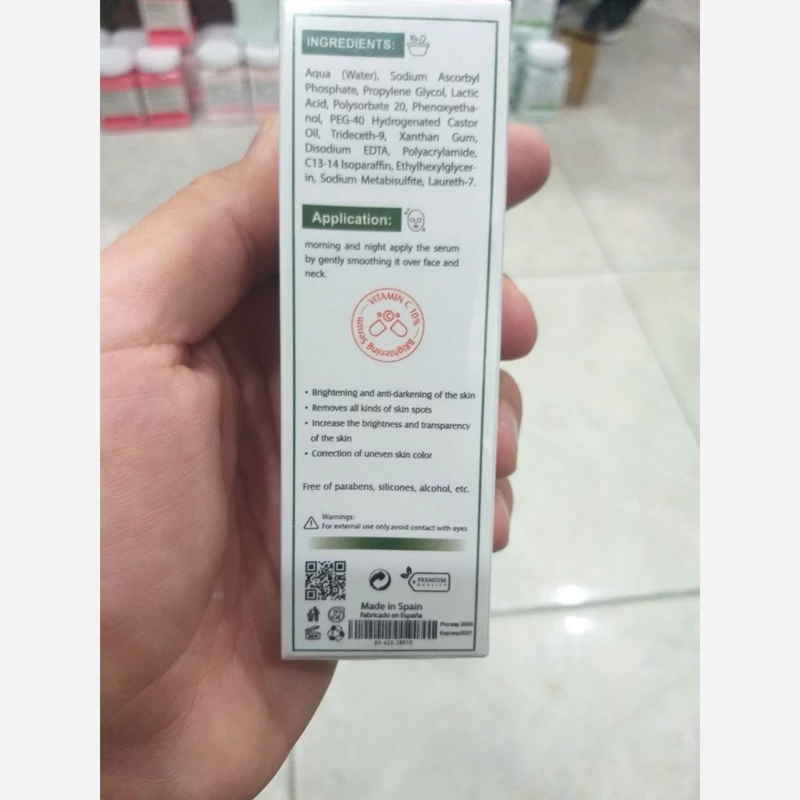 INGREDIENTS:
Aqua (Water), Sodium Ascorbyl
Phosphate, Propylene Glycol, Lactic
Acid, Polysorbate 20, Phenoxyetha-
nol, PEG-40 Hydrogenated Castor
Oil, Trideceth-9, Xanthan Gum,
Disodium EDTA, Polyacrylamide,
C13-14 Isoparaffin, Ethylhexylglycer-
in, Sodium Metabisulfite, Laureth-7.
Application:
morning and night apply the serum
by gently smoothing it over face and
neck.
VITAMIN C 10%
C
BRightening Serum
• Brightening and anti-darkening of the skin
• Removes all kinds of skin spots
• Increase the brightness and transparency
of the skin
• Correction of uneven skin color
Free of parabens, silicones, alcohol, etc.
Warnings:
For external use only.avoid contact with eyes
PREMISIM
QUALITY
Made in Spain
Fabricado en España
2024
2027